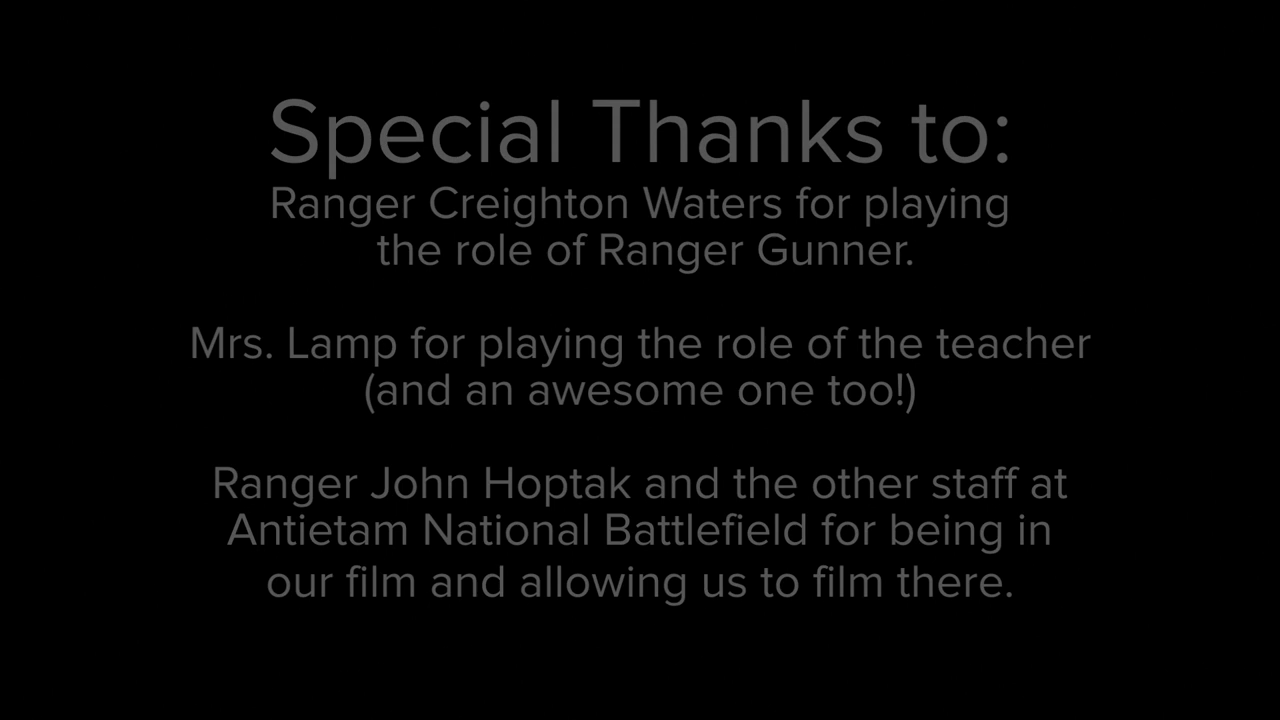 Special Thanks to:
Ranger Creighton Waters for playing
the role of Ranger Gunner.
Mrs. Lamp for playing the role of the teacher
(and an awesome one too!)
Ranger John Hoptak and the other staff at
Antietam National Battlefield for being in
our film and allowing us to film there.